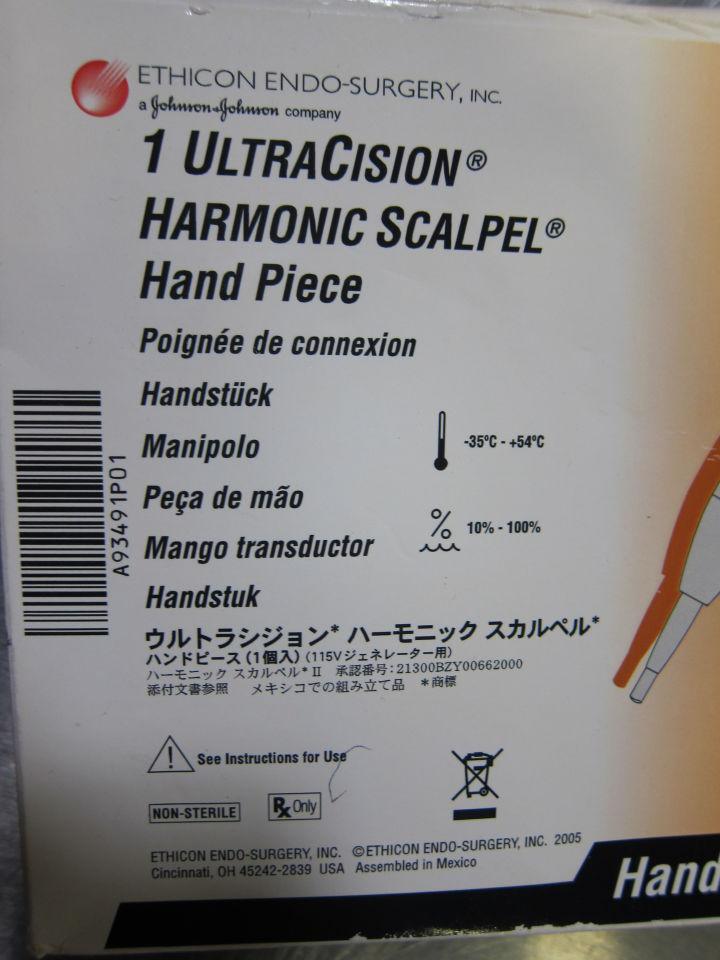 ETHICON ENDO-SURGERY, INC.
a Johnson & Johnson company
1 ULTRACISION®
HARMONIC SCALPEL®
Hand Piece
Poignée de connexion
Handstück
Manipolo
-35ºC - +54ºC
Peça de mão
% 10% - 100%
Mango transductor
Handstuk
A93491P01
ウルトラシジョン* ハーモニック スカルペル*
ハンドピース (1個入) (115Vジェネレーター用)
ハーモニック スカルペル*II 承認番号:21300BZY00662000
添付文書参照 メキシコでの組み立て品 *商標
! See Instructions for Use
NON-STERILE
Rx Only
ETHICON ENDO-SURGERY, INC. ©ETHICON ENDO-SURGERY, INC. 2005
Cincinnati, OH 45242-2839 USA Assembled in Mexico
Hand